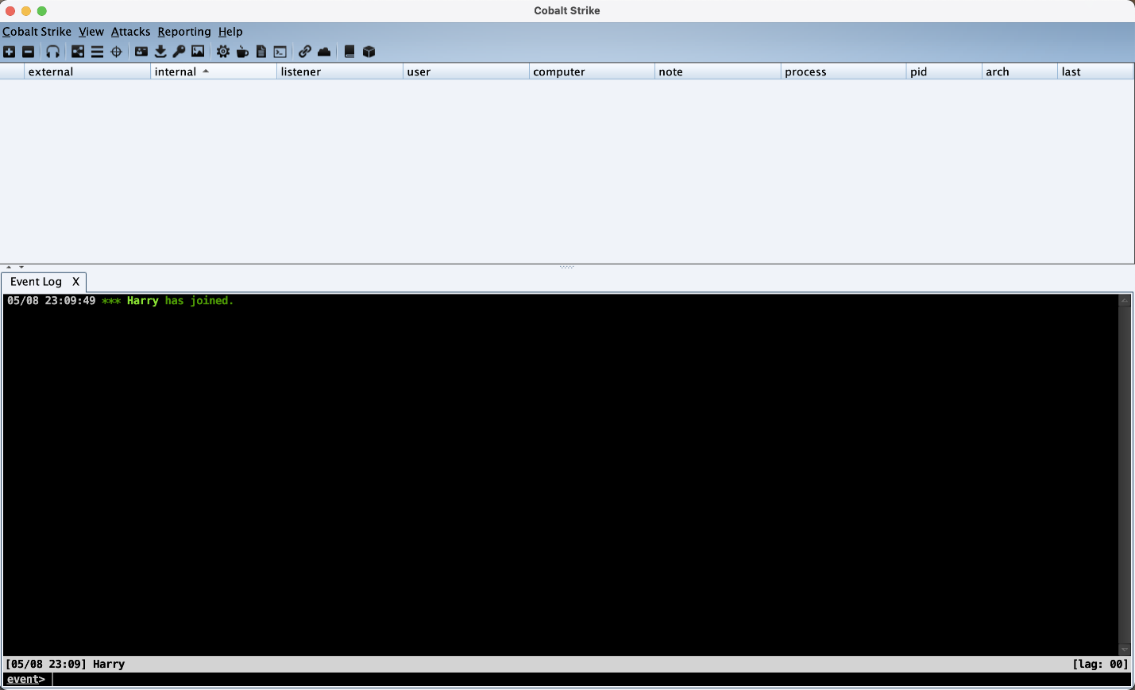 Cobalt Strike
Cobalt Strike View Attacks Reporting Help
external internal listener user computer note process pid arch last
Event Log X
05/08 23:09:49 *** Harry has joined.
[05/08 23:09] Harry [lag: 00]
event>